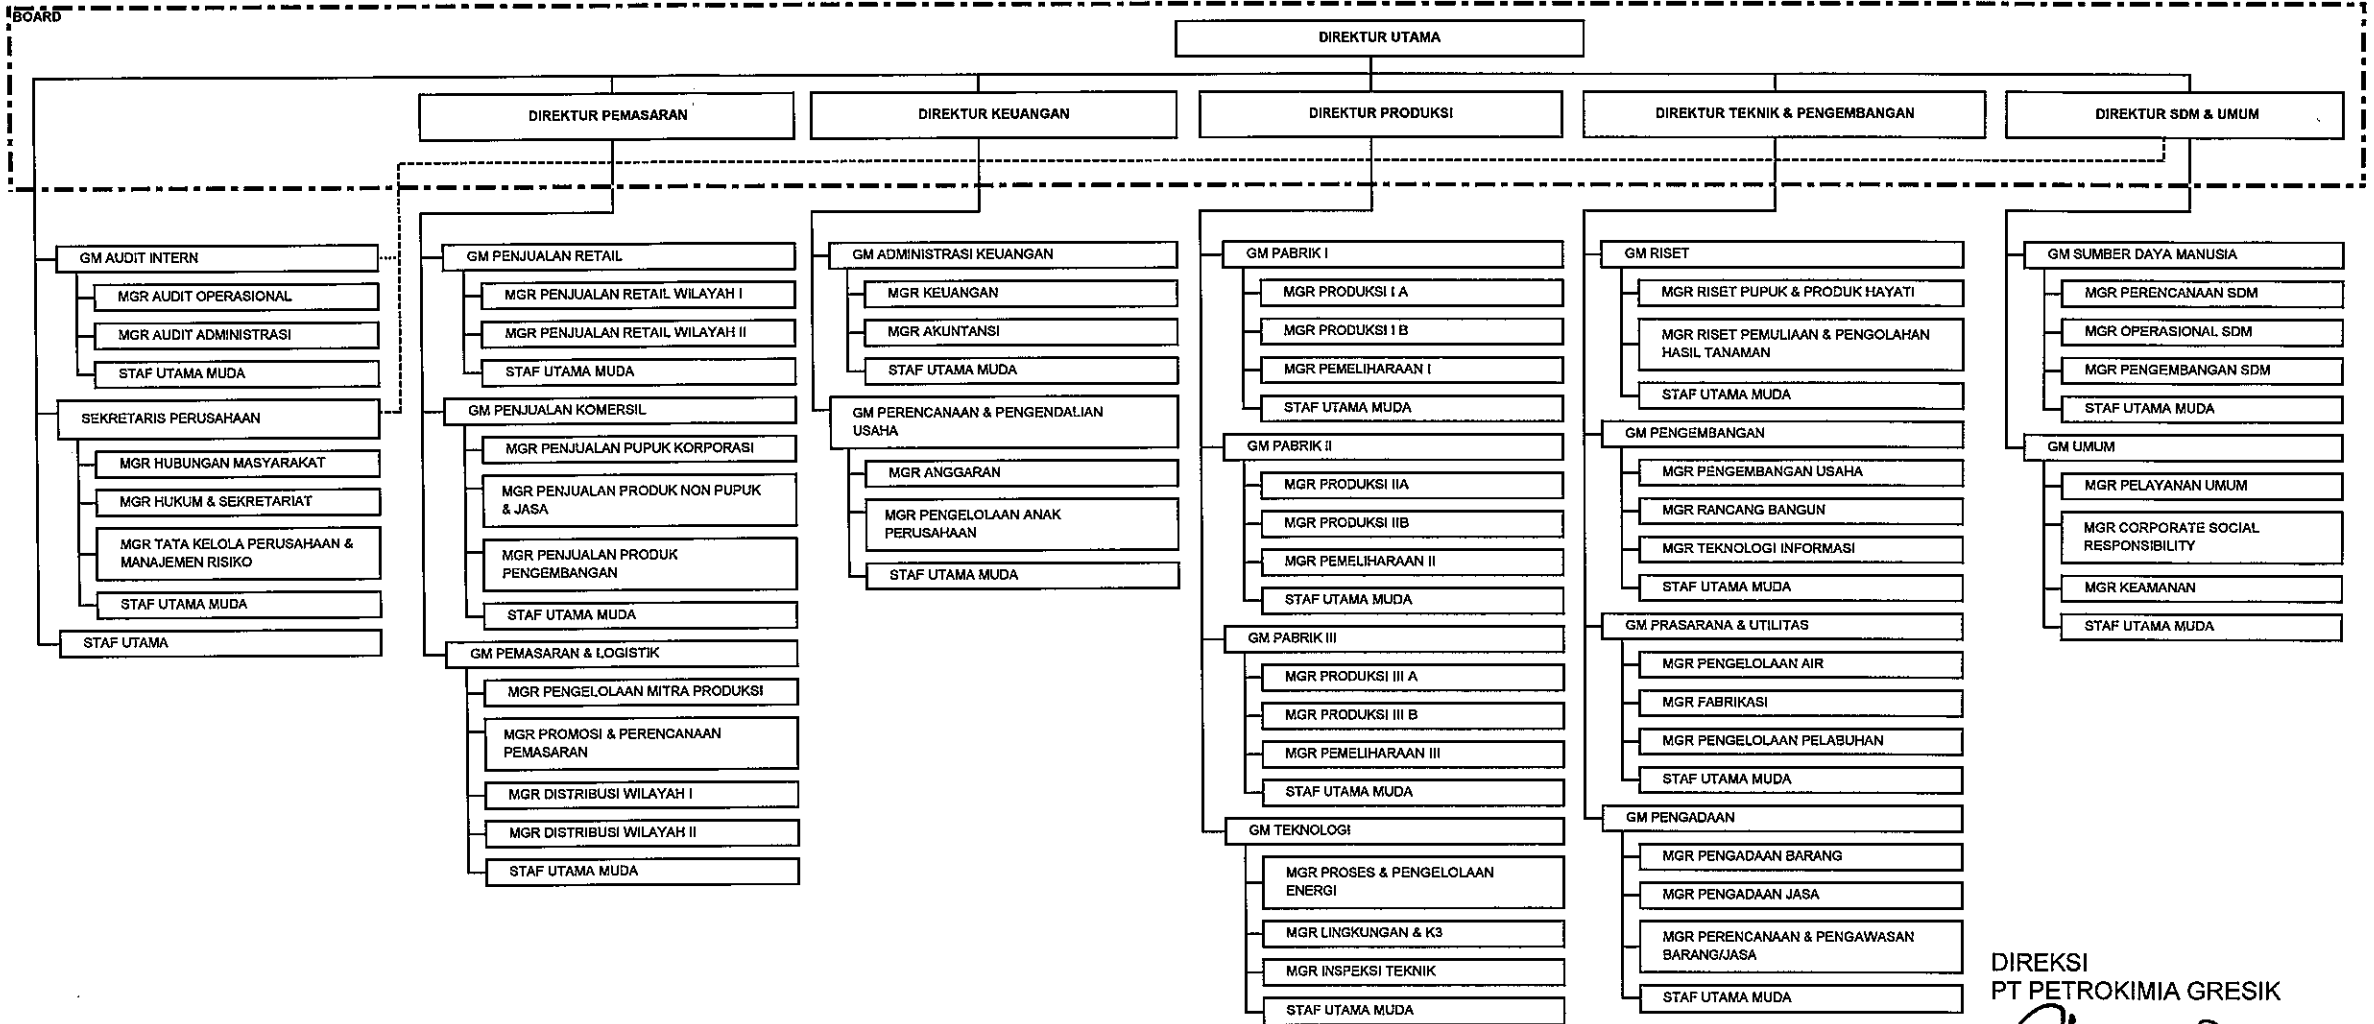 BOARD
DIREKTUR UTAMA
DIREKTUR PEMASARAN
DIREKTUR KEUANGAN
DIREKTUR PRODUKSI
DIREKTUR TEKNIK & PENGEMBANGAN
DIREKTUR SDM & UMUM
GM AUDIT INTERN
MGR AUDIT OPERASIONAL
MGR AUDIT ADMINISTRASI
STAF UTAMA MUDA
SEKRETARIS PERUSAHAAN
MGR HUBUNGAN MASYARAKAT
MGR HUKUM & SEKRETARIAT
MGR TATA KELOLA PERUSAHAAN &
MANAJEMEN RISIKO
STAF UTAMA MUDA
STAF UTAMA
GM PENJUALAN RETAIL
MGR PENJUALAN RETAIL WILAYAH I
MGR PENJUALAN RETAIL WILAYAH II
STAF UTAMA MUDA
GM PENJUALAN KOMERSIL
MGR PENJUALAN PUPUK KORPORASI
MGR PENJUALAN PRODUK NON PUPUK
& JASA
MGR PENJUALAN PRODUK
PENGEMBANGAN
STAF UTAMA MUDA
GM PEMASARAN & LOGISTIK
MGR PENGELOLAAN MITRA PRODUKSI
MGR PROMOSI & PERENCANAAN
PEMASARAN
MGR DISTRIBUSI WILAYAH I
MGR DISTRIBUSI WILAYAH II
STAF UTAMA MUDA
GM ADMINISTRASI KEUANGAN
MGR KEUANGAN
MGR AKUNTANSI
STAF UTAMA MUDA
GM PERENCANAAN & PENGENDALIAN
USAHA
MGR ANGGARAN
MGR PENGELOLAAN ANAK
PERUSAHAAN
STAF UTAMA MUDA
GM PABRIK I
MGR PRODUKSI I A
MGR PRODUKSI I B
MGR PEMELIHARAAN I
STAF UTAMA MUDA
GM PABRIK II
MGR PRODUKSI IIA
MGR PRODUKSI IIB
MGR PEMELIHARAAN II
STAF UTAMA MUDA
GM PABRIK III
MGR PRODUKSI III A
MGR PRODUKSI III B
MGR PEMELIHARAAN III
STAF UTAMA MUDA
GM TEKNOLOGI
MGR PROSES & PENGELOLAAN
ENERGI
MGR LINGKUNGAN & K3
MGR INSPEKSI TEKNIK
STAF UTAMA MUDA
GM RISET
MGR RISET PUPUK & PRODUK HAYATI
MGR RISET PEMULIAAN & PENGOLAHAN
HASIL TANAMAN
STAF UTAMA MUDA
GM PENGEMBANGAN
MGR PENGEMBANGAN USAHA
MGR RANCANG BANGUN
MGR TEKNOLOGI INFORMASI
STAF UTAMA MUDA
GM PRASARANA & UTILITAS
MGR PENGELOLAAN AIR
MGR FABRIKASI
MGR PENGELOLAAN PELABUHAN
STAF UTAMA MUDA
GM PENGADAAN
MGR PENGADAAN BARANG
MGR PENGADAAN JASA
MGR PERENCANAAN & PENGAWASAN
BARANG/JASA
STAF UTAMA MUDA
GM SUMBER DAYA MANUSIA
MGR PERENCANAAN SDM
MGR OPERASIONAL SDM
MGR PENGEMBANGAN SDM
STAF UTAMA MUDA
GM UMUM
MGR PELAYANAN UMUM
MGR CORPORATE SOCIAL
RESPONSIBILITY
MGR KEAMANAN
STAF UTAMA MUDA
DIREKSI
PT PETROKIMIA GRESIK